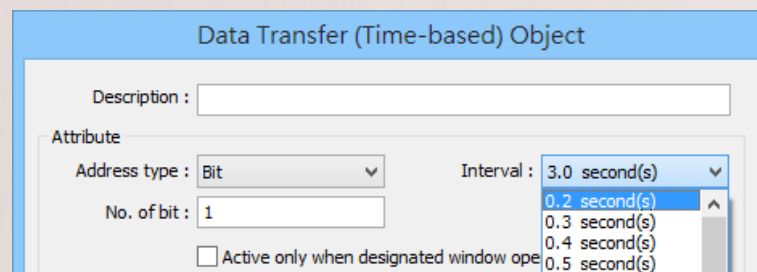 Data Transfer (Time-based) Object
Description :
Attribute
Address type : Bit Interval : 3.0 second(s)
0.2 second(s)
No. of bit : 1 0.3 second(s)
0.4 second(s)
Active only when designated window ope 0.5 second(s)